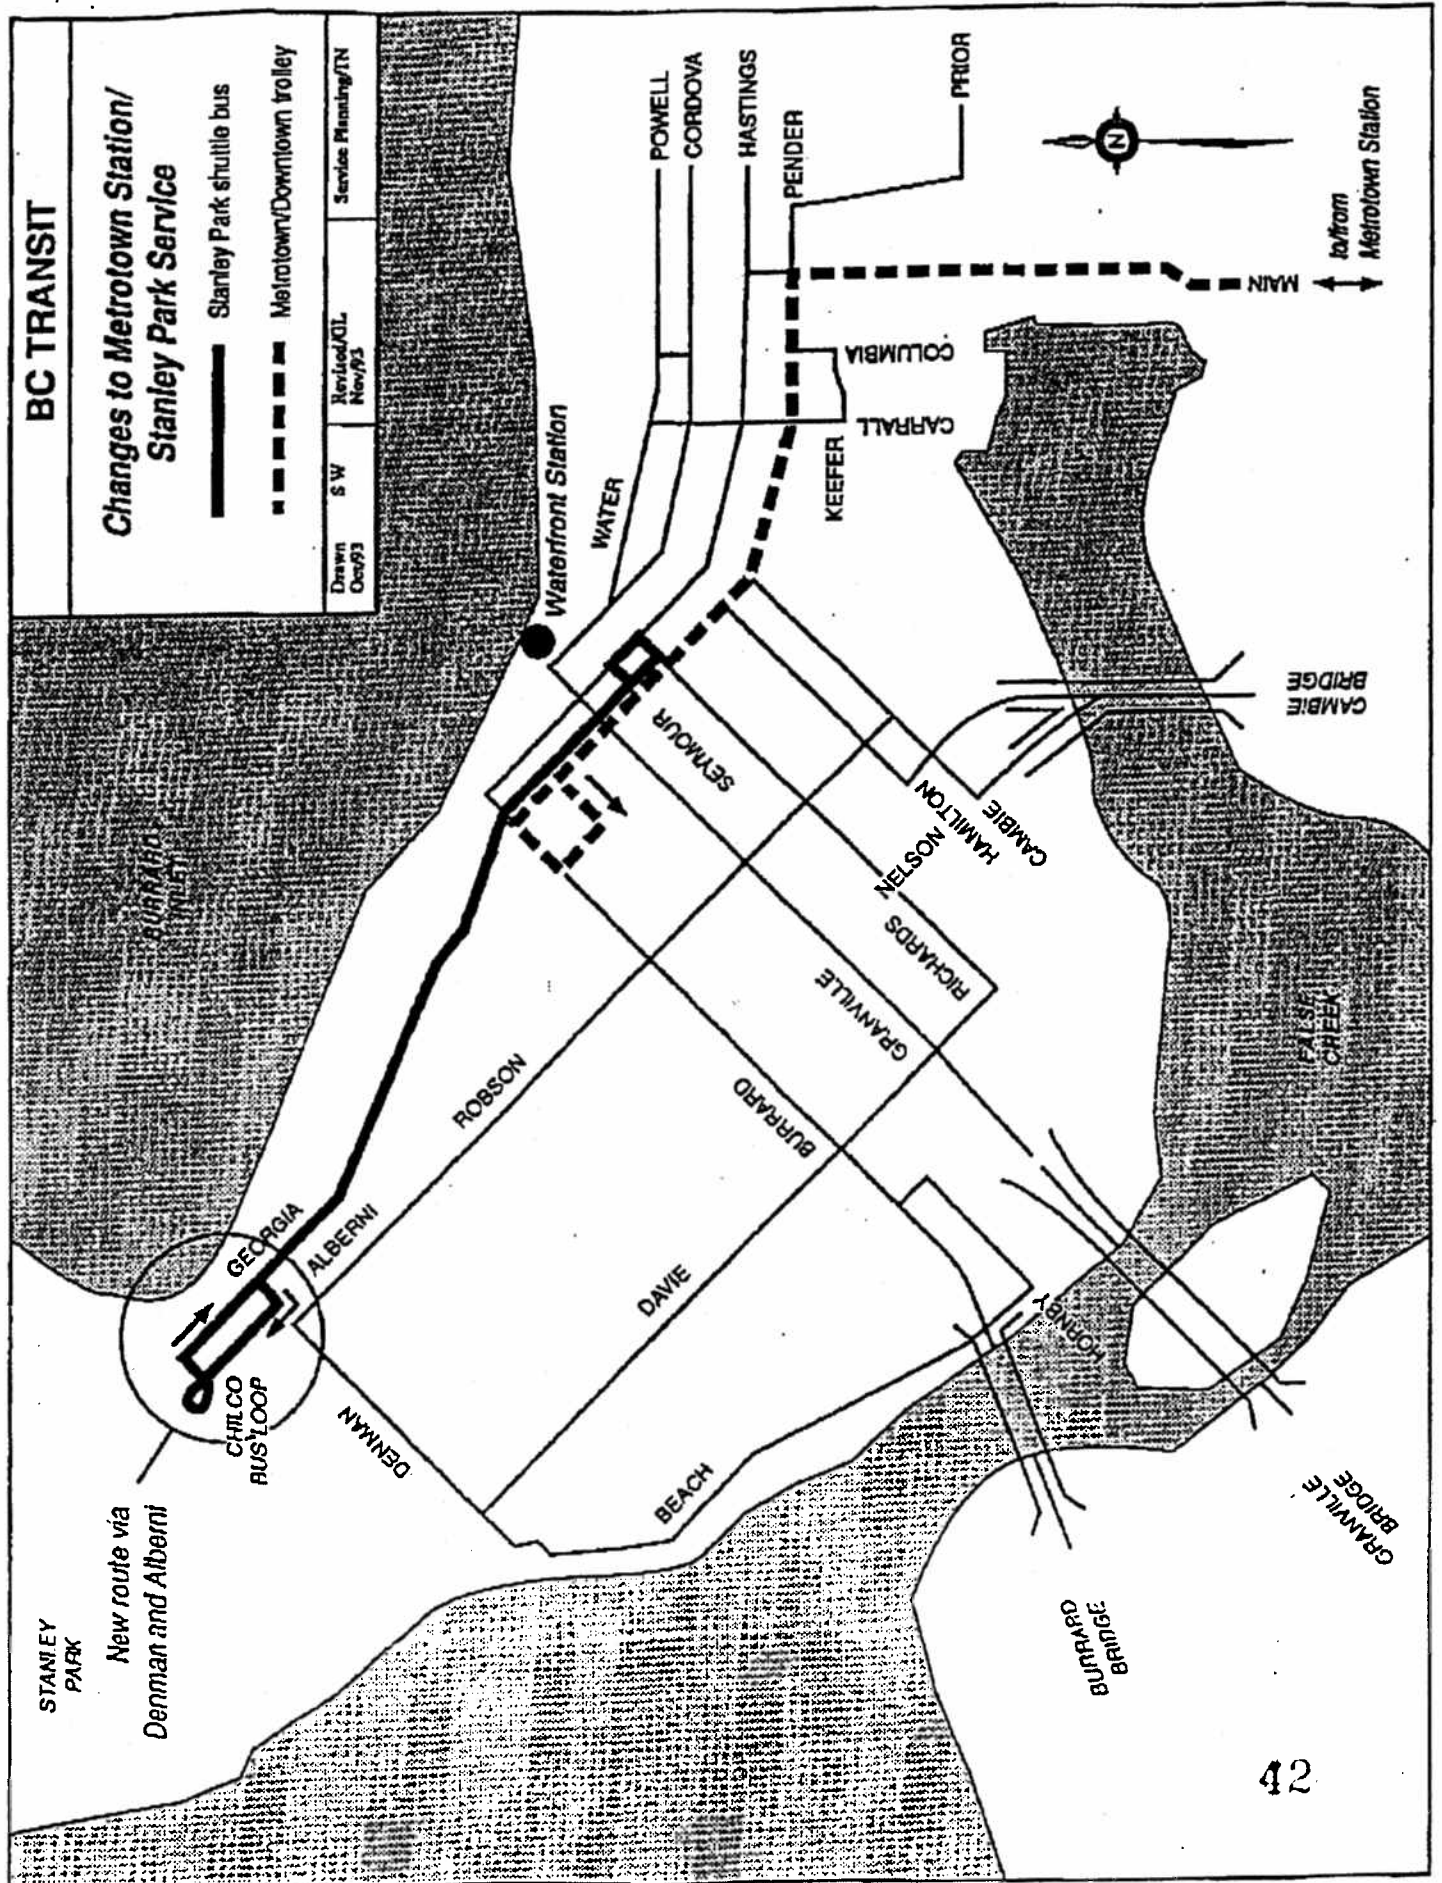 BC TRANSIT
Changes to Metrotown Station/
Stanley Park Service
Stanley Park shuttle bus
Metrotown/Downtown trolley
Drawn
Oct/93
S W
Revised/GL
Nov/93
Service Planning/TN
STANLEY
PARK
New route via
Denman and Alberni
CHILCO
BUS LOOP
BURRARD
INLET
GEORGIA
ALBERNI
ROBSON
DENMAN
DAVIE
BEACH
BURRARD
GRANVILLE
RICHARDS
NELSON
SEYMOUR
HAMILTON
CAMBIE
HORNBY
Waterfront Station
WATER
POWELL
CORDOVA
HASTINGS
PENDER
PRIOR
KEEFER
CARRALL
COLUMBIA
MAIN
to/from
Metrotown Station
N
CAMBIE
BRIDGE
FALSE
CREEK
BURRARD
BRIDGE
GRANVILLE
BRIDGE
42